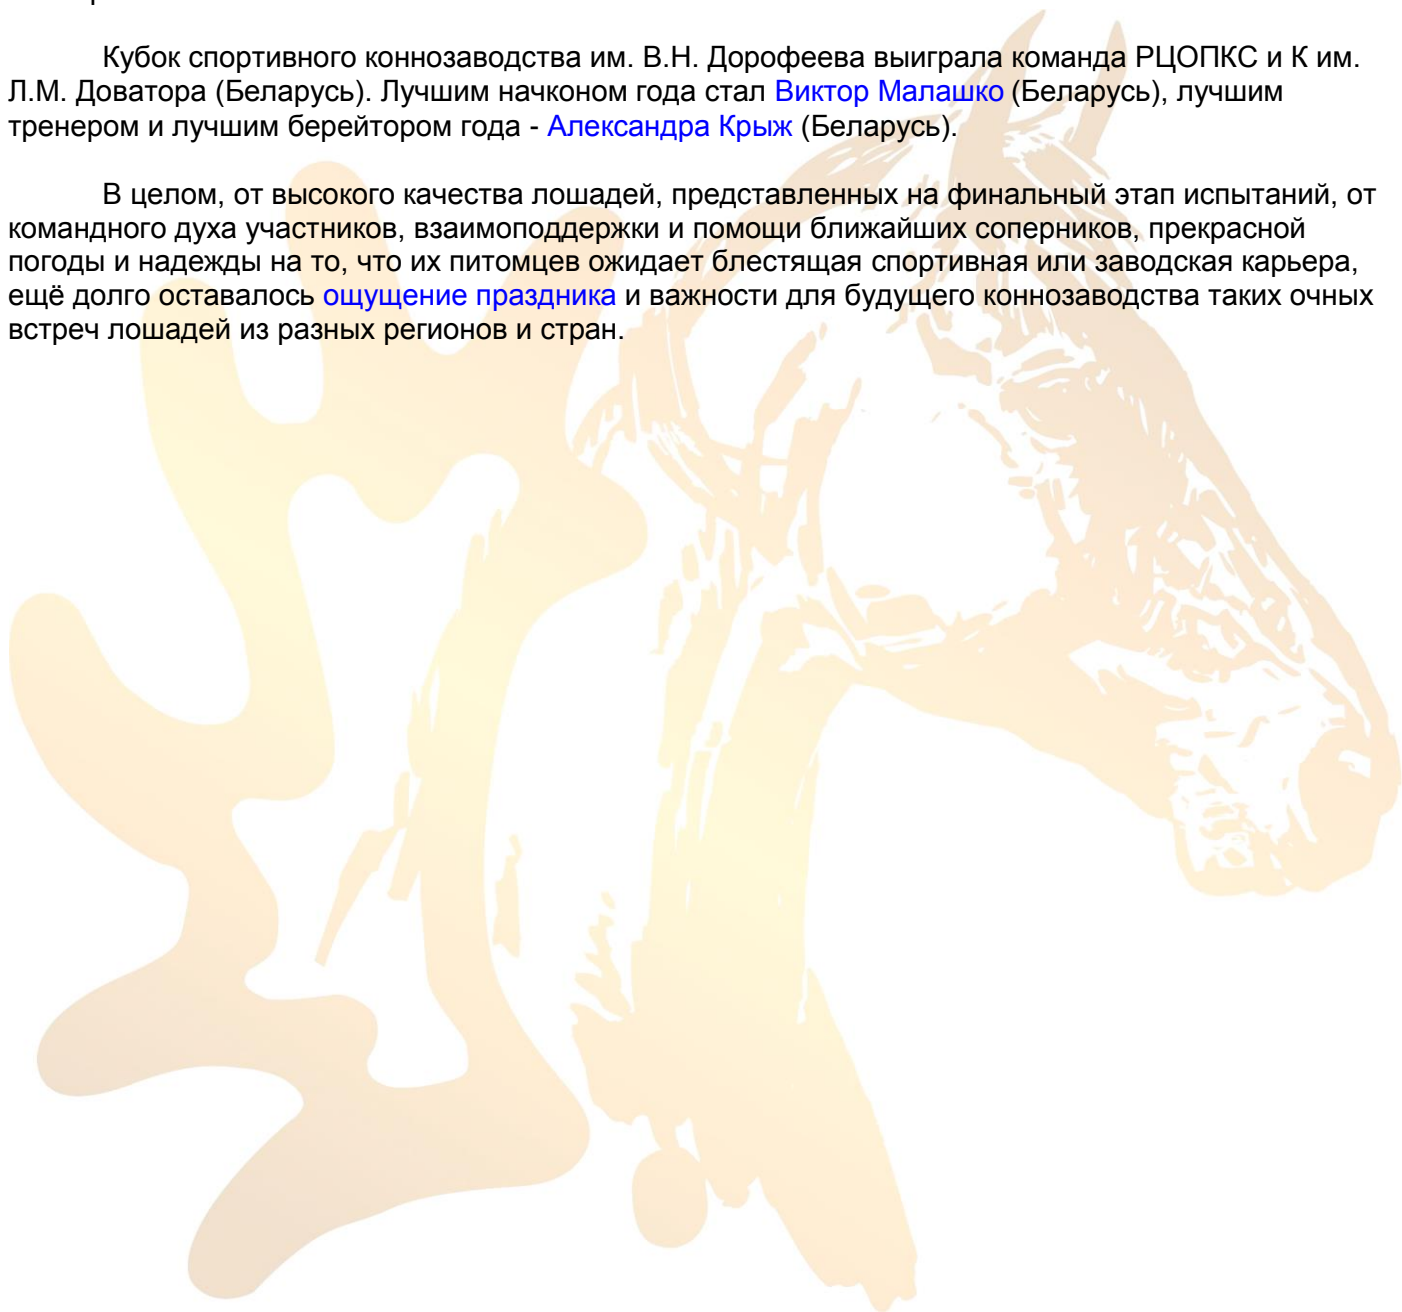 Кубок спортивного коннозаводства им. В.Н. Дорофеева выиграла команда РЦОПКС и К им.
Л.М. Доватора (Беларусь). Лучшим начконом года стал Виктор Малашко (Беларусь), лучшим
тренером и лучшим берейтором года - Александра Крыж (Беларусь).
В целом, от высокого качества лошадей, представленных на финальный этап испытаний, от
командного духа участников, взаимоподдержки и помощи ближайших соперников, прекрасной
погоды и надежды на то, что их питомцев ожидает блестящая спортивная или заводская карьера,
ещё долго оставалось ощущение праздника и важности для будущего коннозаводства таких очных
встреч лошадей из разных регионов и стран.